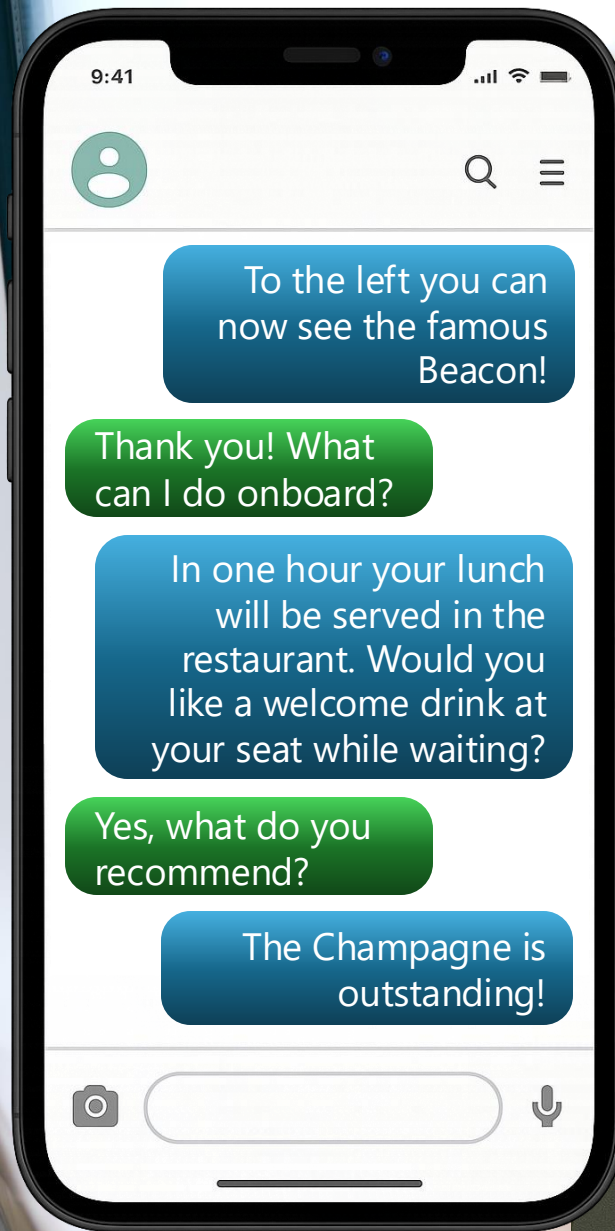 9:41
To the left you can
now see the famous
Beacon!
Thank you! What
can I do onboard?
In one hour your lunch
will be served in the
restaurant. Would you
like a welcome drink at
your seat while waiting?
Yes, what do you
recommend?
The Champagne is
outstanding!